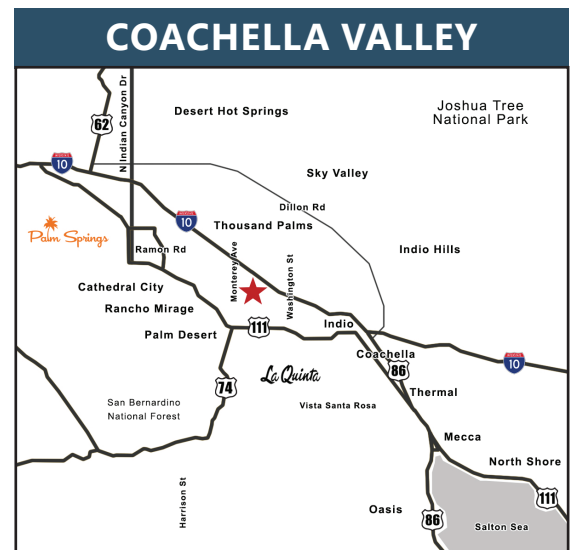 COACHELLA VALLEY
N Indian Canyon Dr
62
Desert Hot Springs
Joshua Tree
National Park
10
Sky Valley
Dillon Rd
10
Thousand Palms
Palm Springs
Ramon Rd
Indio Hills
Monterey Ave
Washington St
Cathedral City
Rancho Mirage
Palm Desert
111
Indio
Coachella
10
86
La Quinta
74
Thermal
San Bernardino
National Forest
Vista Santa Rosa
Mecca
North Shore
Harrison St
111
Oasis
86
Salton Sea